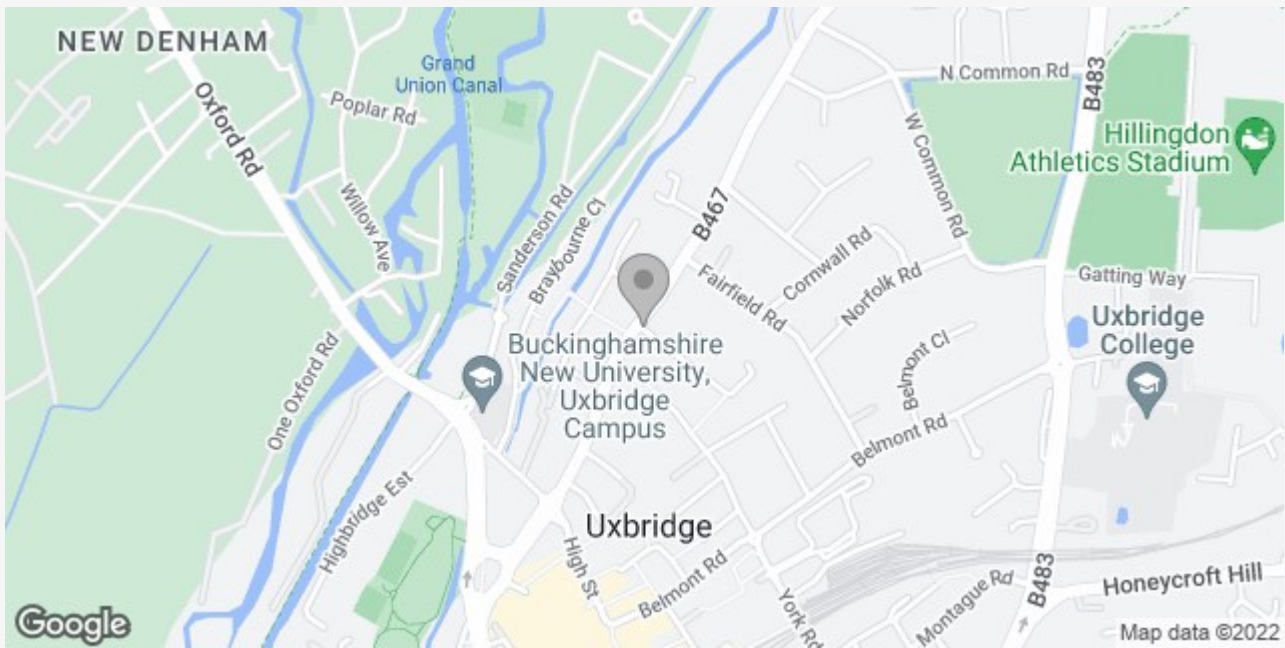 NEW DENHAM
Grand
Union Canal
Oxford Rd
Poplar Rd
Willow Ave
N Common Rd
B483
W Common Rd
Hillingdon
Athletics Stadium
Sanderson Rd
Braybourne Cl
B467
Fairfield Rd
Cornwall Rd
Norfolk Rd
Gatting Way
Uxbridge
College
Belmont Cl
Belmont Rd
Buckinghamshire
New University,
Uxbridge
Campus
One Oxford Rd
Highbridge Est
Uxbridge
High St
Belmont Rd
York Rd
Montague Rd
B483
Honeycroft Hill
Google
Map data ©2022